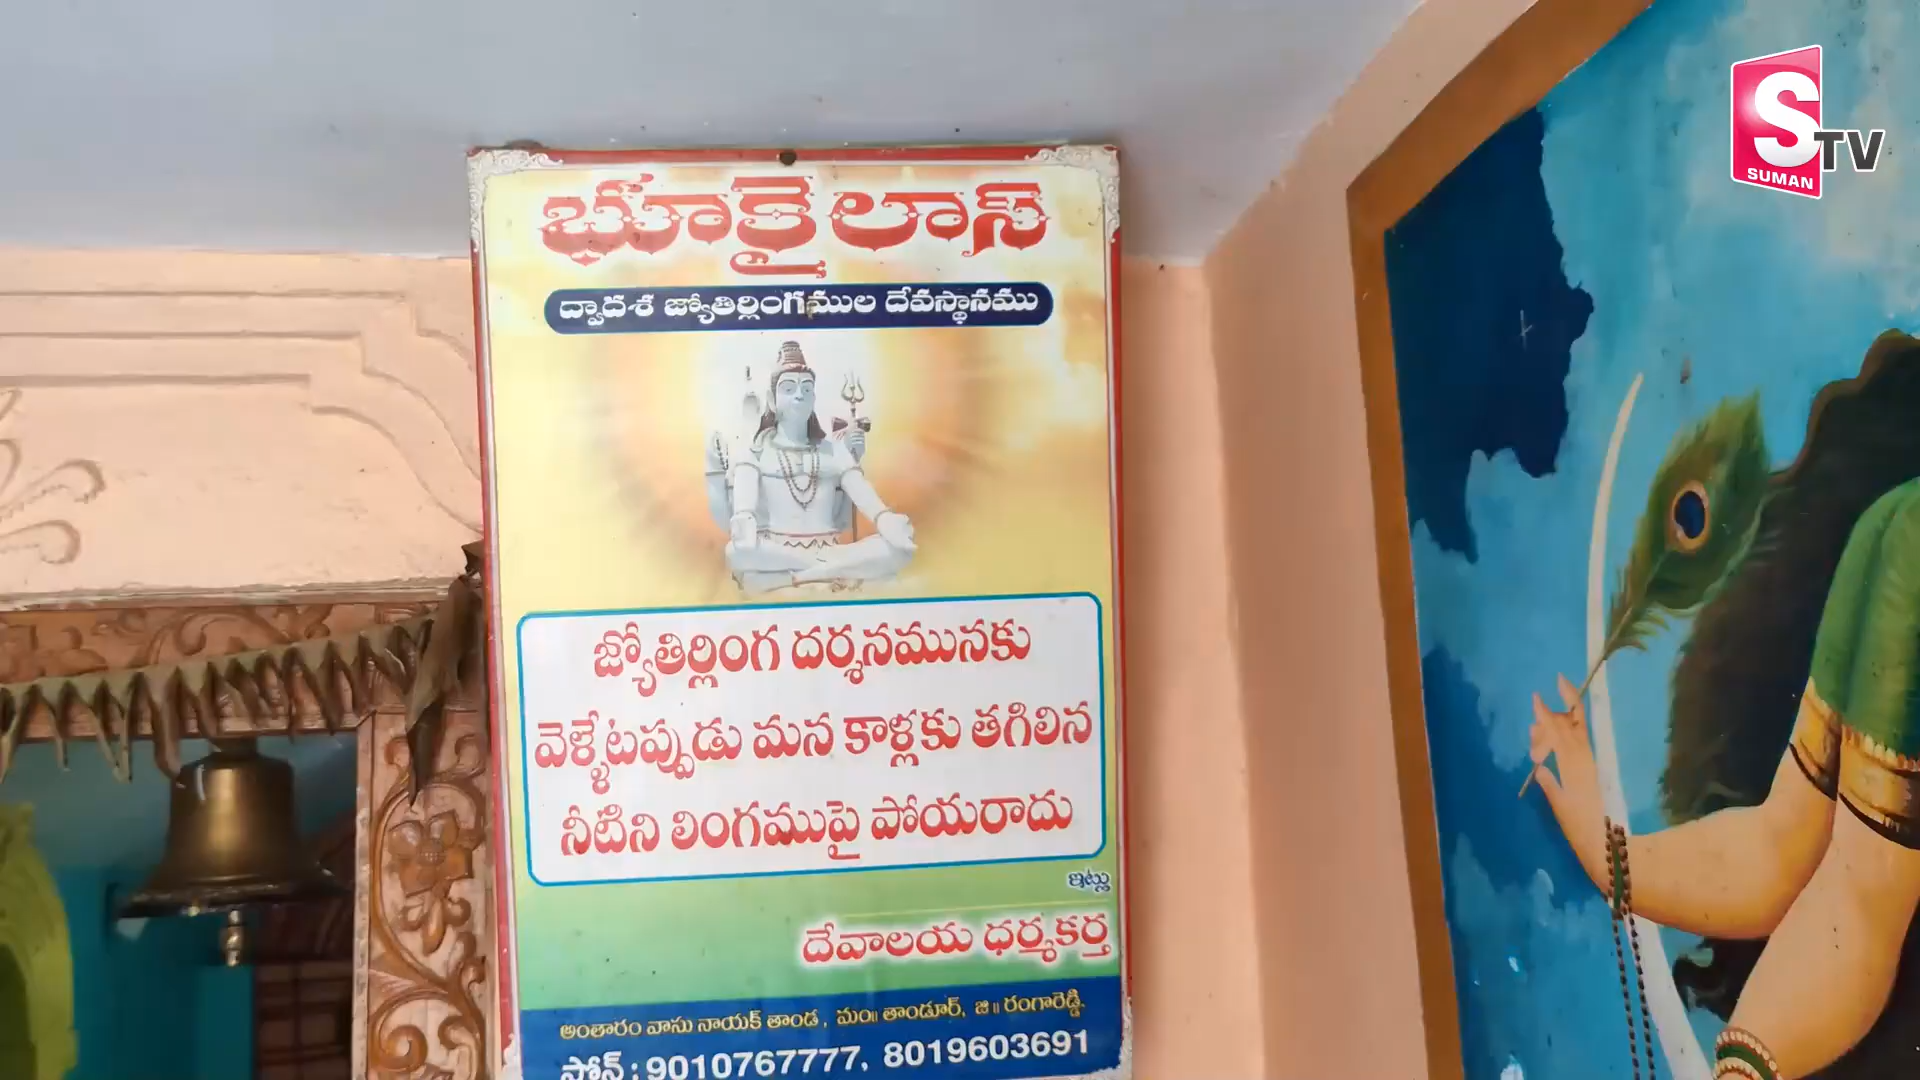 S TV
SUMAN
భూకైలాస్
ద్వాదశ జ్యోతిర్లింగముల దేవస్థానము
జ్యోతిర్లింగ దర్శనమునకు
వెళ్ళేటప్పుడు మన కాళ్లకు తగిలిన
నీటిని లింగముపై పోయరాదు
ఇట్లు
దేవాలయ ధర్మకర్త
అంతారం వాసు నాయక్ తాండ, మం॥ తాండూర్, జి॥ రంగారెడ్డి.
ఫోన్ : 9010767777, 8019603691